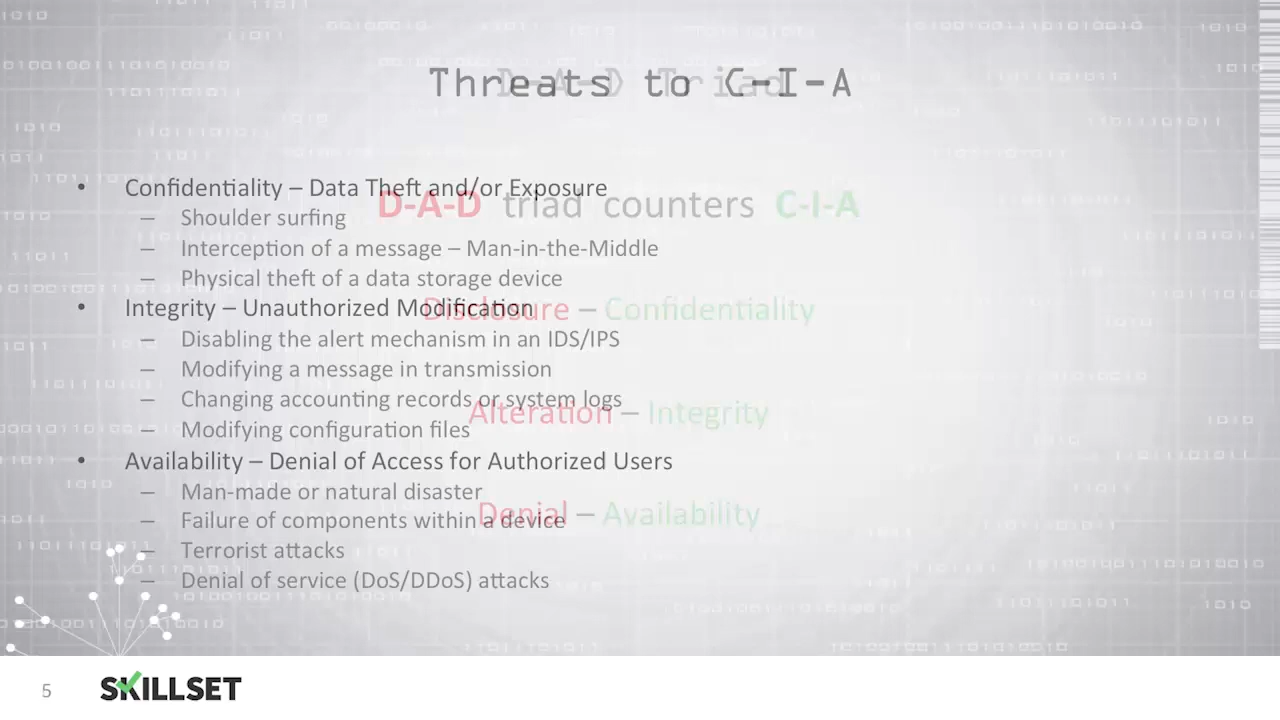 Threats to C-I-A
D-A-D Triad
• Confidentiality – Data Theft and/or Exposure
– Shoulder surfing
– Interception of a message – Man-in-the-Middle
– Physical theft of a data storage device
• Integrity – Unauthorized Modification
– Disabling the alert mechanism in an IDS/IPS
– Modifying a message in transmission
– Changing accounting records or system logs
– Modifying configuration files
• Availability – Denial of Access for Authorized Users
– Man-made or natural disaster
– Failure of components within a device
– Terrorist attacks
– Denial of service (DoS/DDoS) attacks
D-A-D triad counters C-I-A
Disclosure – Confidentiality
Alteration – Integrity
Denial – Availability
5
SKILLSET